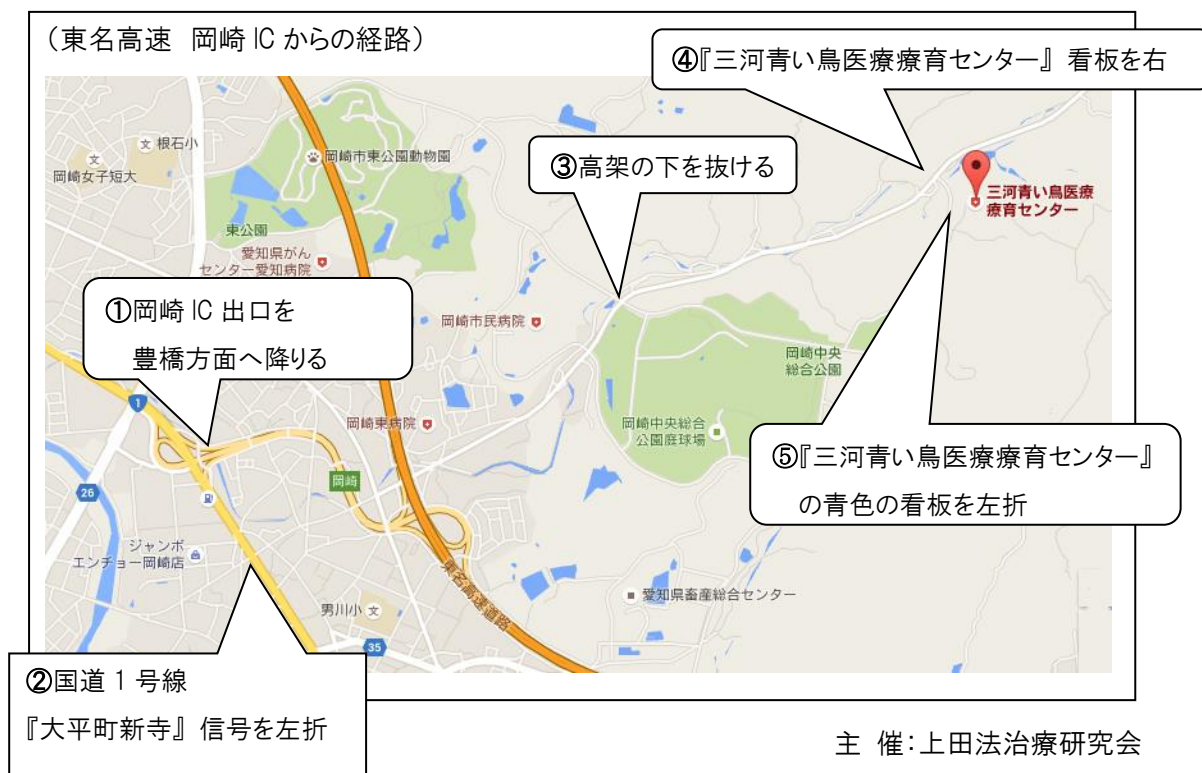 （東名高速　岡崎 IC からの経路）
④『三河青い鳥医療療育センター』 看板を右
③高架の下を抜ける
根石小
岡崎女子短大
岡崎市東公園動物園
東公園
愛知県がん
センター愛知病院
三河青い鳥医療
療育センター
①岡崎 IC 出口を
豊橋方面へ降りる
岡崎市民病院
岡崎中央
総合公園
1
岡崎東病院
岡崎中央総合
公園庭球場
⑤『三河青い鳥医療療育センター』
の青色の看板を左折
岡崎
26
ジャンボ
エンチョー岡崎店
東名高速道路
愛知県畜産総合センター
男川小
35
②国道 1 号線
『大平町新寺』 信号を左折
主 催：上田法治療研究会